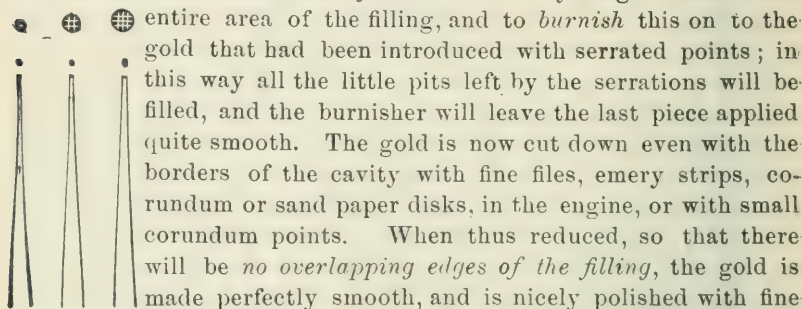 entire area of the filling, and to burnish this on to the
gold that had been introduced with serrated points; in
this way all the little pits left by the serrations will be
filled, and the burnisher will leave the last piece applied
quite smooth. The gold is now cut down even with the
borders of the cavity with fine files, emery strips, co-
rundum or sand paper disks, in the engine, or with small
corundum points. When thus reduced, so that there
will be no overlapping edges of the filling, the gold is
made perfectly smooth, and is nicely polished with fine